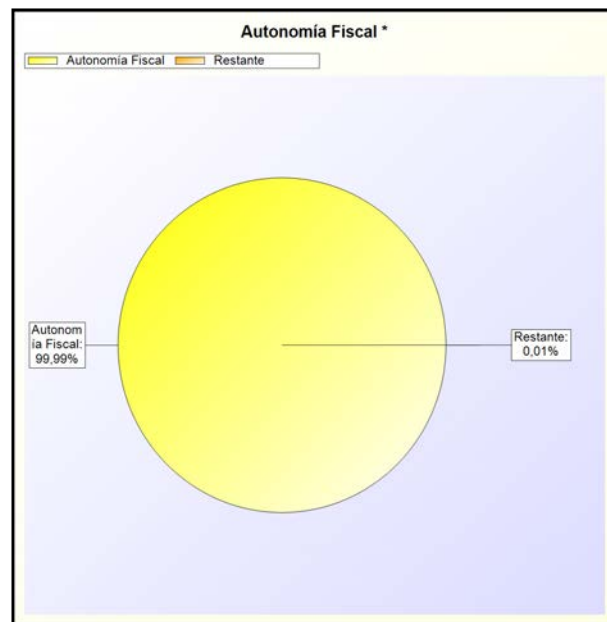 Autonomía Fiscal *
Autonomía Fiscal Restante
Autonom
ía Fiscal:
99,99%
Restante:
0,01%